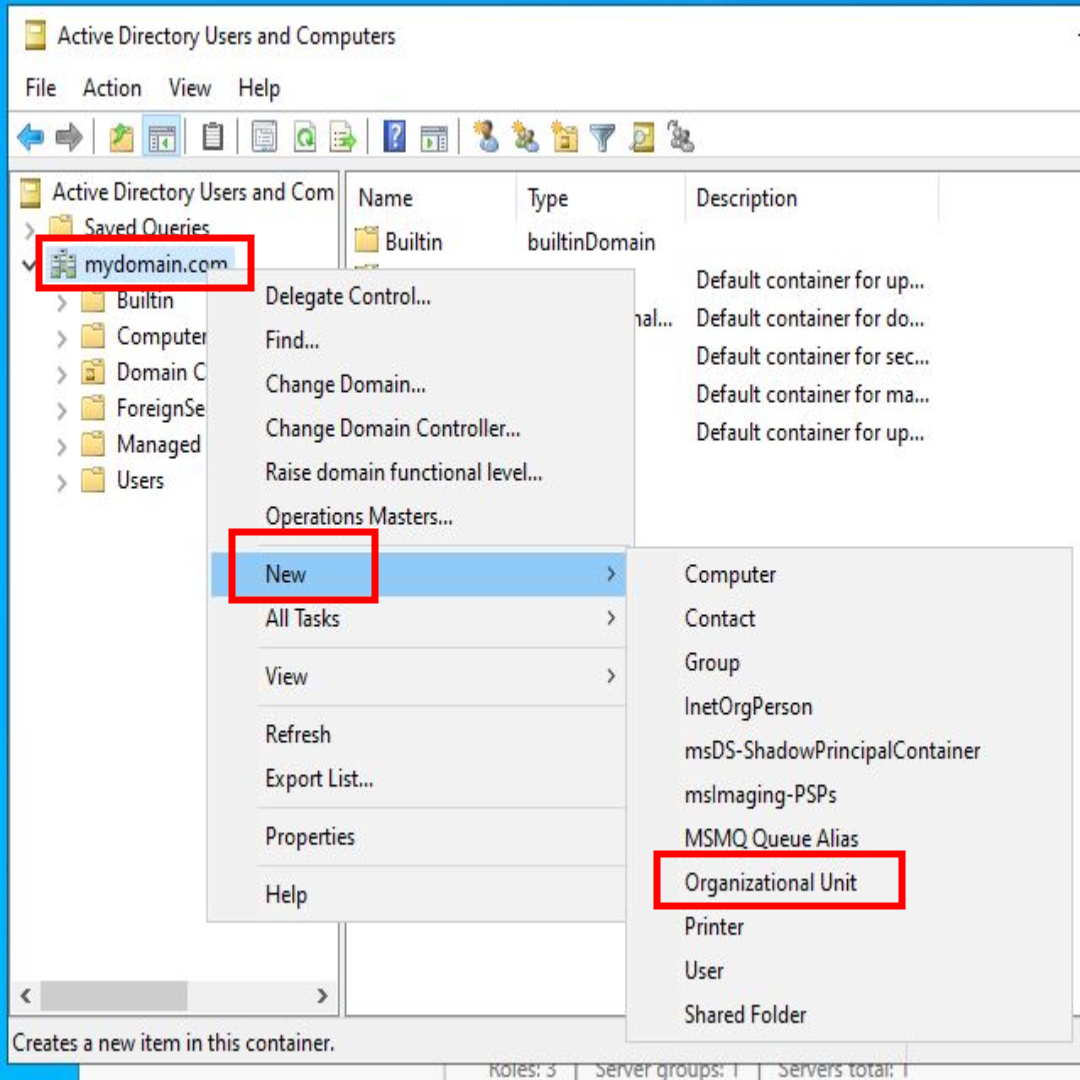 Active Directory Users and Computers
File Action View Help
Active Directory Users and Com
Name Type Description
Saved Queries
Builtin builtinDomain
mydomain.com
Default container for up...
Builtin
Delegate Control...
Default container for do...
Computer
Find...
Default container for sec...
Domain C
Change Domain...
Default container for ma...
ForeignSe
Change Domain Controller...
Default container for up...
Managed
Raise domain functional level...
Users
Operations Masters...
New
All Tasks
View
Refresh
Export List...
Properties
Help
Computer
Contact
Group
InetOrgPerson
msDS-ShadowPrincipalContainer
msImaging-PSPs
MSMQ Queue Alias
Organizational Unit
Printer
User
Shared Folder
Creates a new item in this container.
Roles: 3 | Server groups: 1 | Servers total: 1